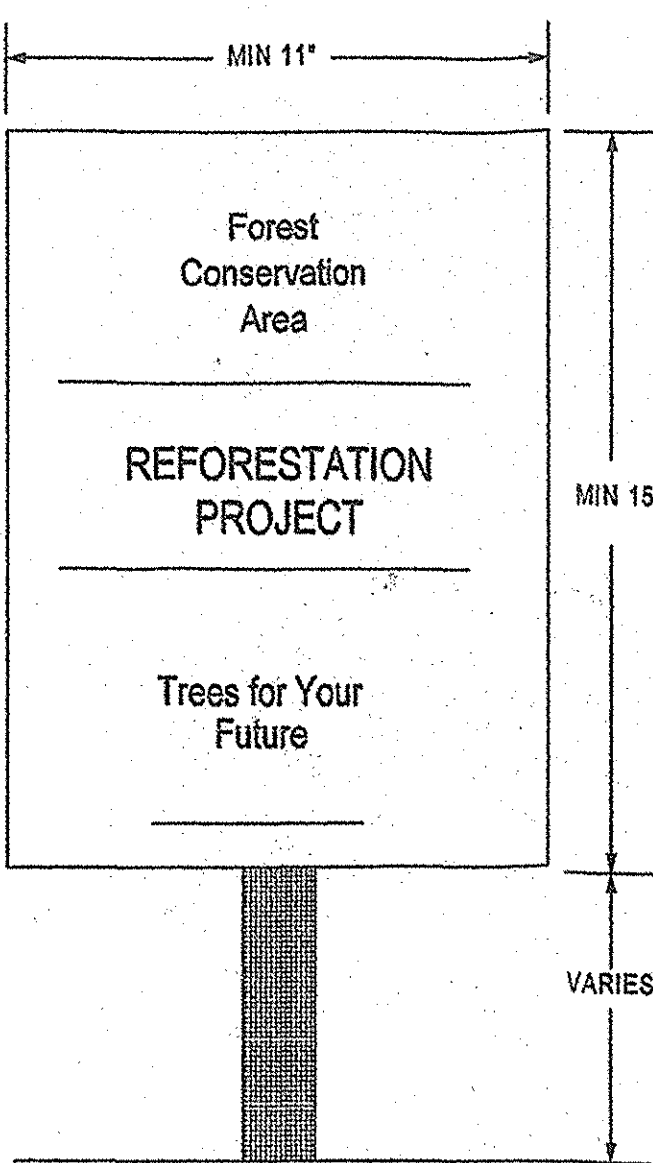 MIN 11"
Forest
Conservation
Area
REFORESTATION
PROJECT
MIN 15
Trees for Your
Future
VARIES